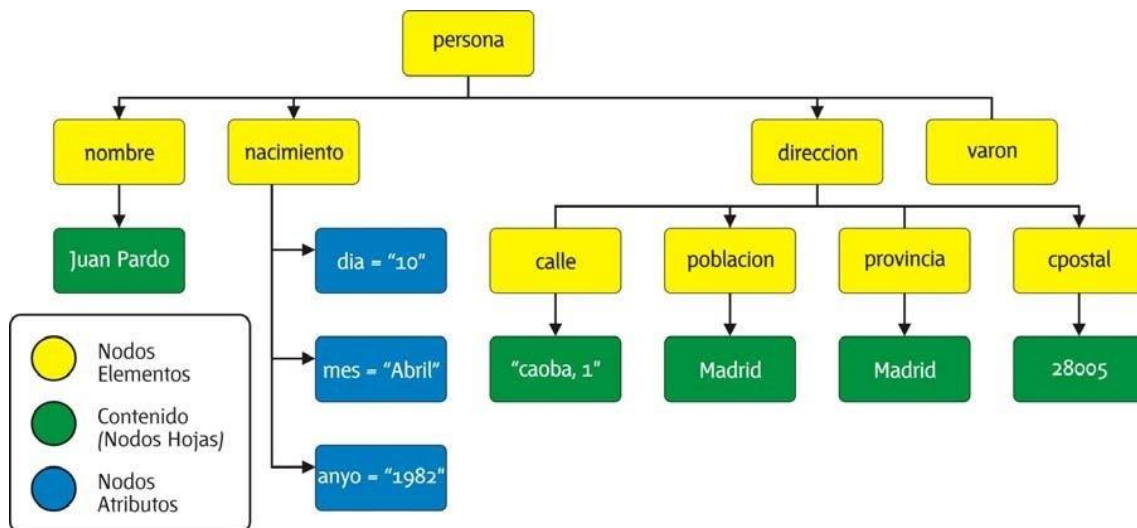 persona
nombre
nacimiento
direccion
varon
Juan Pardo
dia = "10"
calle
poblacion
provincia
cpostal
mes = "Abril"
"caoba, 1"
Madrid
Madrid
28005
anyo = "1982"
Nodos
Elementos
Contenido
(Nodos Hojas)
Nodos
Atributos